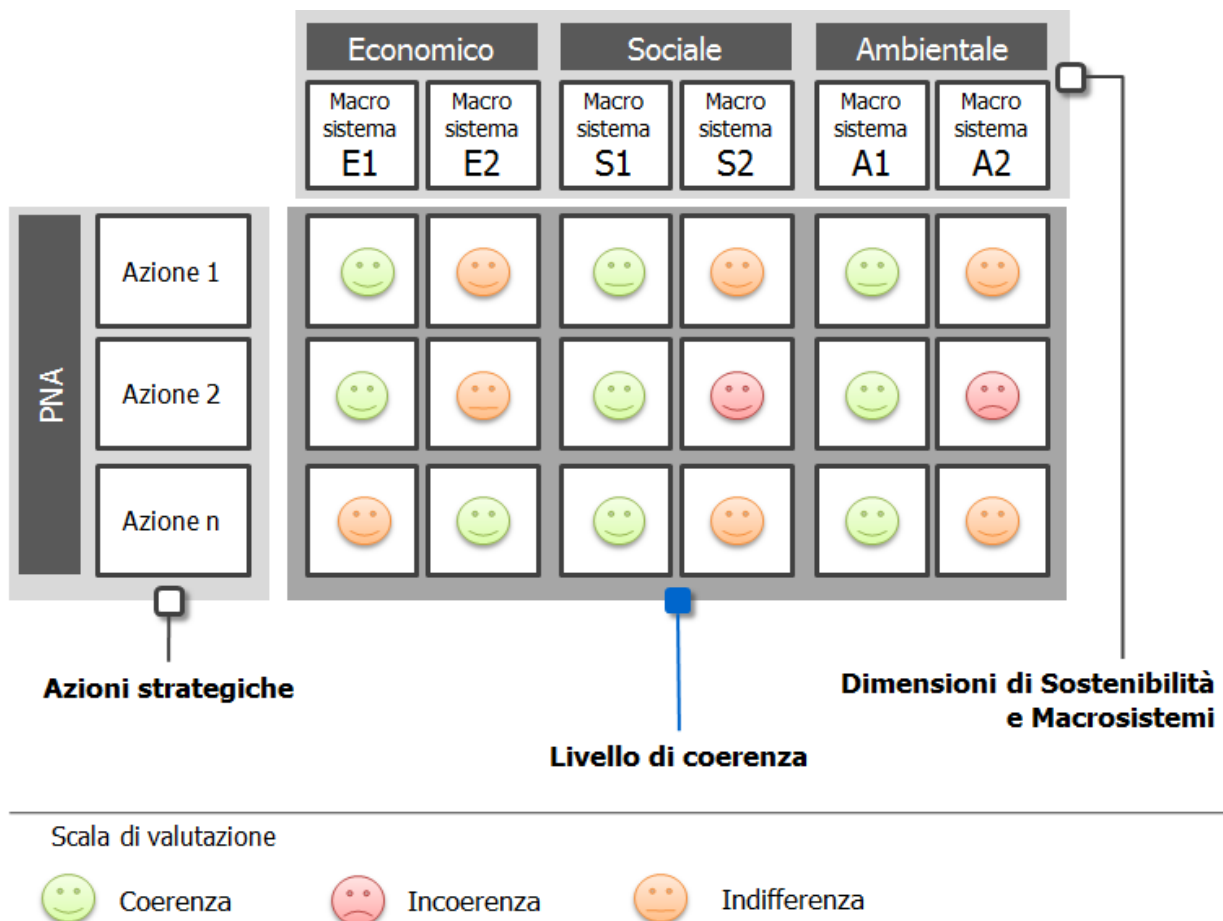 Economico
Sociale
Ambientale
Macro
sistema
E1
Macro
sistema
E2
Macro
sistema
S1
Macro
sistema
S2
Macro
sistema
A1
Macro
sistema
A2
PNA
Azione 1
Azione 2
Azione n
Azioni strategiche
Dimensioni di Sostenibilità
e Macrosistemi
Livello di coerenza
Scala di valutazione
Coerenza
Incoerenza
Indifferenza